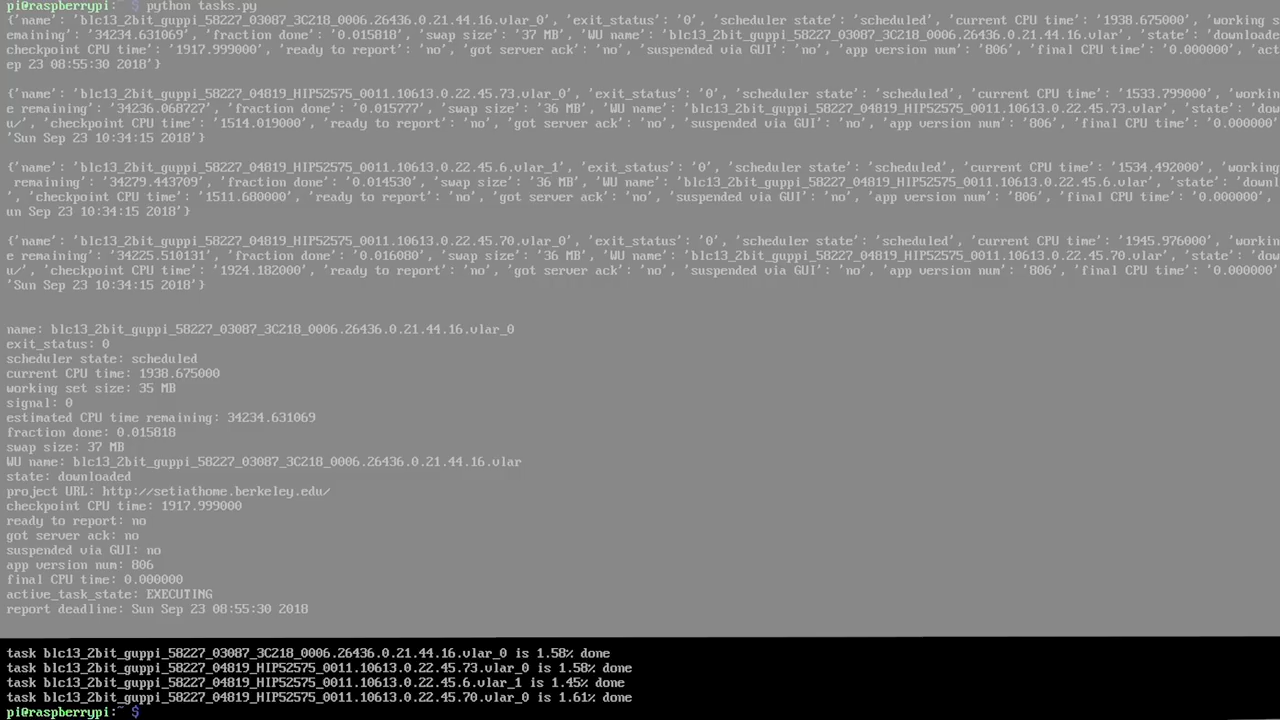 pi@raspberrypi:~ $ python tasks.py
{'name': 'blc13_2bit_guppi_58227_03087_3C218_0006.26436.0.21.44.16.vlar_0', 'exit_status': '0', 'scheduler state': 'scheduled', 'current CPU time': '1938.675000', 'working s
emaining': '34234.631069', 'fraction done': '0.015818', 'swap size': '37 MB', 'WU name': 'blc13_2bit_guppi_58227_03087_3C218_0006.26436.0.21.44.16.vlar', 'state': 'downloade
checkpoint CPU time': '1917.999000', 'ready to report': 'no', 'got server ack': 'no', 'suspended via GUI': 'no', 'app version num': '806', 'final CPU time': '0.000000', 'act
ep 23 08:55:30 2018'}
{'name': 'blc13_2bit_guppi_58227_04819_HIP52575_0011.10613.0.22.45.73.vlar_0', 'exit_status': '0', 'scheduler state': 'scheduled', 'current CPU time': '1533.799000', 'workin
e remaining': '34236.068727', 'fraction done': '0.015777', 'swap size': '36 MB', 'WU name': 'blc13_2bit_guppi_58227_04819_HIP52575_0011.10613.0.22.45.73.vlar', 'state': 'dow
u/', 'checkpoint CPU time': '1514.019000', 'ready to report': 'no', 'got server ack': 'no', 'suspended via GUI': 'no', 'app version num': '806', 'final CPU time': '0.000000'
'Sun Sep 23 10:34:15 2018'}
{'name': 'blc13_2bit_guppi_58227_04819_HIP52575_0011.10613.0.22.45.6.vlar_1', 'exit_status': '0', 'scheduler state': 'scheduled', 'current CPU time': '1534.492000', 'working
remaining': '34279.443709', 'fraction done': '0.014530', 'swap size': '36 MB', 'WU name': 'blc13_2bit_guppi_58227_04819_HIP52575_0011.10613.0.22.45.6.vlar', 'state': 'downl
', 'checkpoint CPU time': '1511.680000', 'ready to report': 'no', 'got server ack': 'no', 'suspended via GUI': 'no', 'app version num': '806', 'final CPU time': '0.000000',
un Sep 23 10:34:15 2018'}
{'name': 'blc13_2bit_guppi_58227_04819_HIP52575_0011.10613.0.22.45.70.vlar_0', 'exit_status': '0', 'scheduler state': 'scheduled', 'current CPU time': '1945.976000', 'workin
e remaining': '34225.510131', 'fraction done': '0.016080', 'swap size': '36 MB', 'WU name': 'blc13_2bit_guppi_58227_04819_HIP52575_0011.10613.0.22.45.70.vlar', 'state': 'dow
u/', 'checkpoint CPU time': '1924.182000', 'ready to report': 'no', 'got server ack': 'no', 'suspended via GUI': 'no', 'app version num': '806', 'final CPU time': '0.000000'
'Sun Sep 23 10:34:15 2018'}
name: blc13_2bit_guppi_58227_03087_3C218_0006.26436.0.21.44.16.vlar_0
exit_status: 0
scheduler state: scheduled
current CPU time: 1938.675000
working set size: 35 MB
signal: 0
estimated CPU time remaining: 34234.631069
fraction done: 0.015818
swap size: 37 MB
WU name: blc13_2bit_guppi_58227_03087_3C218_0006.26436.0.21.44.16.vlar
state: downloaded
project URL: http://setiathome.berkeley.edu/
checkpoint CPU time: 1917.999000
ready to report: no
got server ack: no
suspended via GUI: no
app version num: 806
final CPU time: 0.000000
active_task_state: EXECUTING
report deadline: Sun Sep 23 08:55:30 2018
task blc13_2bit_guppi_58227_03087_3C218_0006.26436.0.21.44.16.vlar_0 is 1.58% done
task blc13_2bit_guppi_58227_04819_HIP52575_0011.10613.0.22.45.73.vlar_0 is 1.58% done
task blc13_2bit_guppi_58227_04819_HIP52575_0011.10613.0.22.45.6.vlar_1 is 1.45% done
task blc13_2bit_guppi_58227_04819_HIP52575_0011.10613.0.22.45.70.vlar_0 is 1.61% done
pi@raspberrypi:~ $